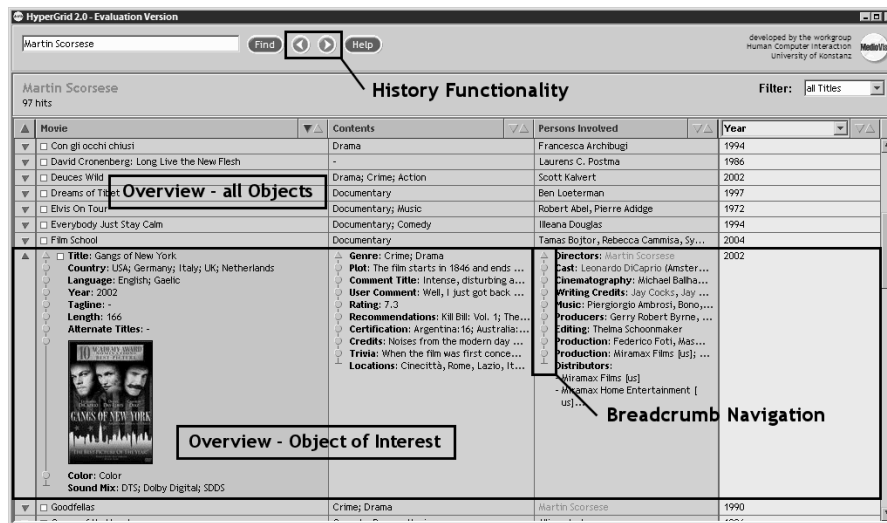 HyperGrid 2.0 - Evaluation Version
Martin Scorsese Find Help
developed by the workgroup
Human Computer Interaction
University of Konstanz
MedioVis
History Functionality
Martin Scorsese
97 hits
Filter: all Titles
Movie Contents Persons Involved Year
Con gli occhi chiusi Drama Francesca Archibugi 1994
David Cronenberg: Long Live the New Flesh - Laurens C. Postma 1986
Deuces Wild Drama; Crime; Action Scott Kalvert 2002
Dreams of Tibet Documentary Ben Loeterman 1997
Overview - all Objects
Elvis On Tour Documentary; Music Robert Abel, Pierre Adidge 1972
Everybody Just Stay Calm Documentary; Comedy Illeana Douglas 1994
Film School Documentary Tamas Bojtor, Rebecca Cammisa, Sy... 2004
Title: Gangs of New York
Country: USA; Germany; Italy; UK; Netherlands
Language: English; Gaelic
Year: 2002
Tagline: -
Length: 166
Alternate Titles: -
10 ACADEMY AWARD
BEST PICTURE
GANGS OF NEW YORK
Color: Color
Sound Mix: DTS; Dolby Digital; SDDS
Genre: Crime; Drama
Plot: The film starts in 1846 and ends ...
Comment Title: Intense, disturbing a...
User Comment: Well, I just got back ...
Rating: 7.3
Recommendations: Kill Bill: Vol. 1; The...
Certification: Argentina:16; Australia:...
Credits: Noises from the modern day ...
Trivia: When the film was first conce...
Locations: Cinecittà, Rome, Lazio, It...
Directors: Martin Scorsese
Cast: Leonardo DiCaprio (Amster...
Cinematography: Michael Ballha...
Writing Credits: Jay Cocks, Jay ...
Music: Piergiorgio Ambrosi, Bono,...
Producers: Gerry Robert Byrne, ...
Editing: Thelma Schoonmaker
Production: Federico Foti, Mas...
Production: Miramax Films [us]; ...
Distributors:
- Miramax Films [us]
- Miramax Home Entertainment [
us]...
2002
Breadcrumb Navigation
Overview - Object of Interest
Goodfellas Crime; Drama Martin Scorsese 1990